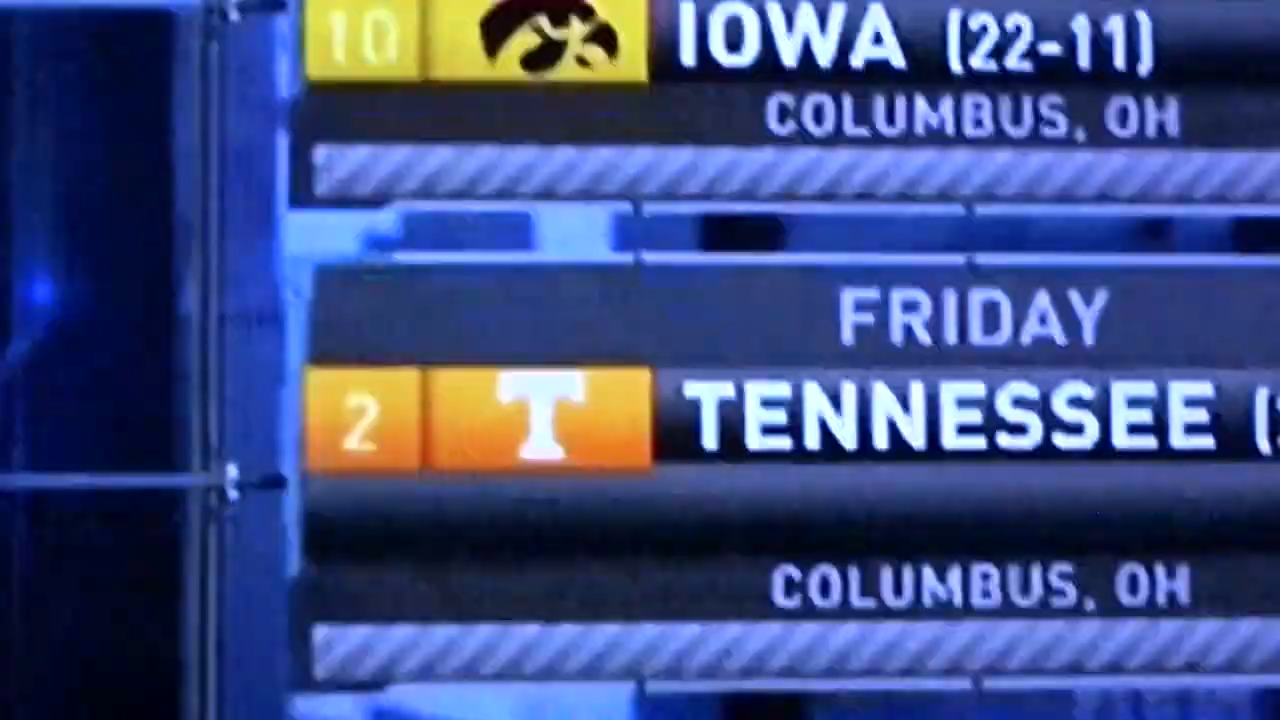 10 IOWA (22-11)
COLUMBUS, OH
FRIDAY
2 T TENNESSEE (
COLUMBUS, OH